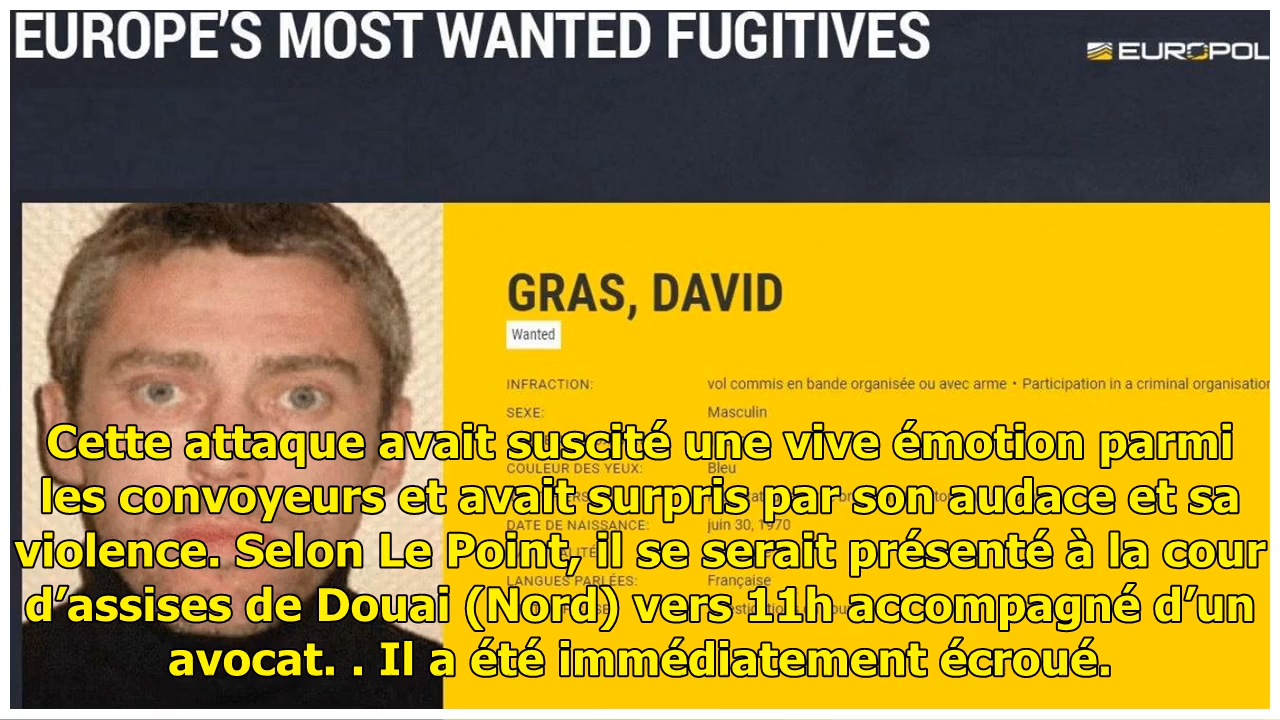 EUROPE'S MOST WANTED FUGITIVES
EUROPOL
GRAS, DAVID
Wanted
INFRACTION: vol commis en bande organisée ou avec arme • Participation in a criminal organisation
SEXE: Masculin
COULEUR DES YEUX: Bleu
DATE DE NAISSANCE: juin 30, 1970
LANGUES PARLÉES: Française
Cette attaque avait suscité une vive émotion parmi
les convoyeurs et avait surpris par son audace et sa
violence. Selon Le Point, il se serait présenté à la cour
d’assises de Douai (Nord) vers 11h accompagné d’un
avocat. . Il a été immédiatement écroué.